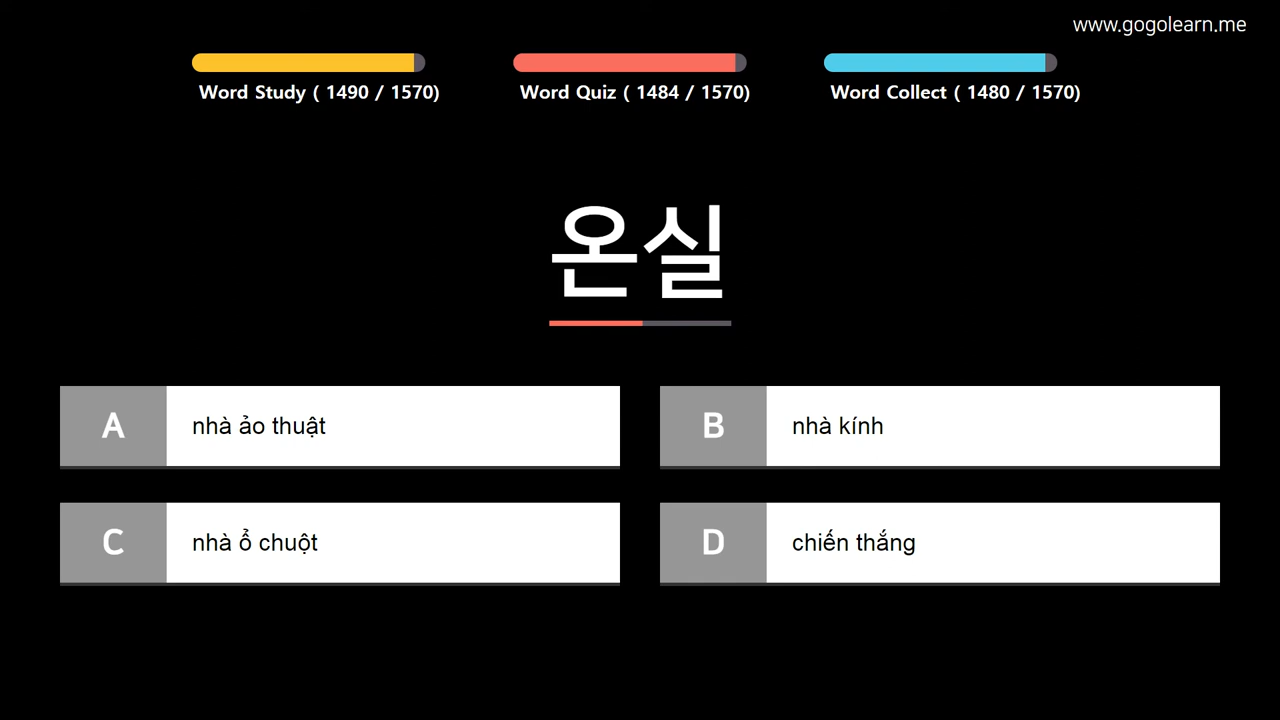 www.gogolearn.me
Word Study ( 1490 / 1570)
Word Quiz ( 1484 / 1570)
Word Collect ( 1480 / 1570)
온실
A nhà ảo thuật
B nhà kính
C nhà ổ chuột
D chiến thắng